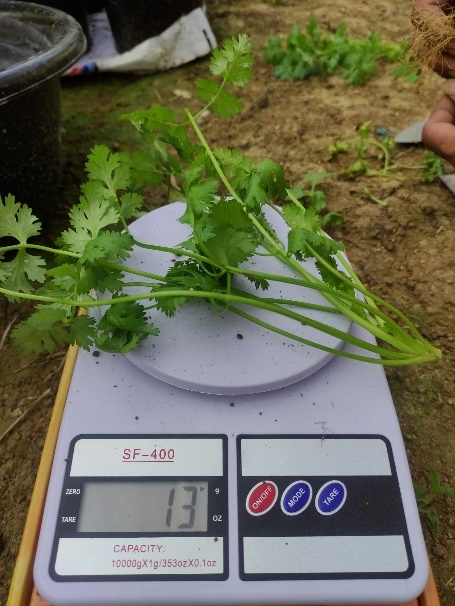 SF-400
ZERO
TARE
13
g
OZ
CAPACITY:
10000gX1g/353ozX0.1oz
ON/OFF
MODE
TARE